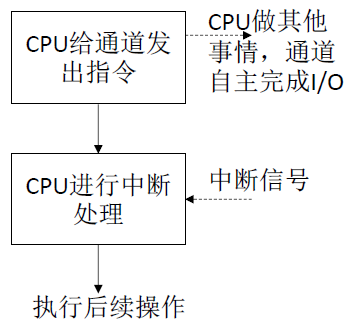 CPU给通道发
出指令
CPU做其他
事情，通道
自主完成I/O
CPU进行中断
处理
中断信号
执行后续操作